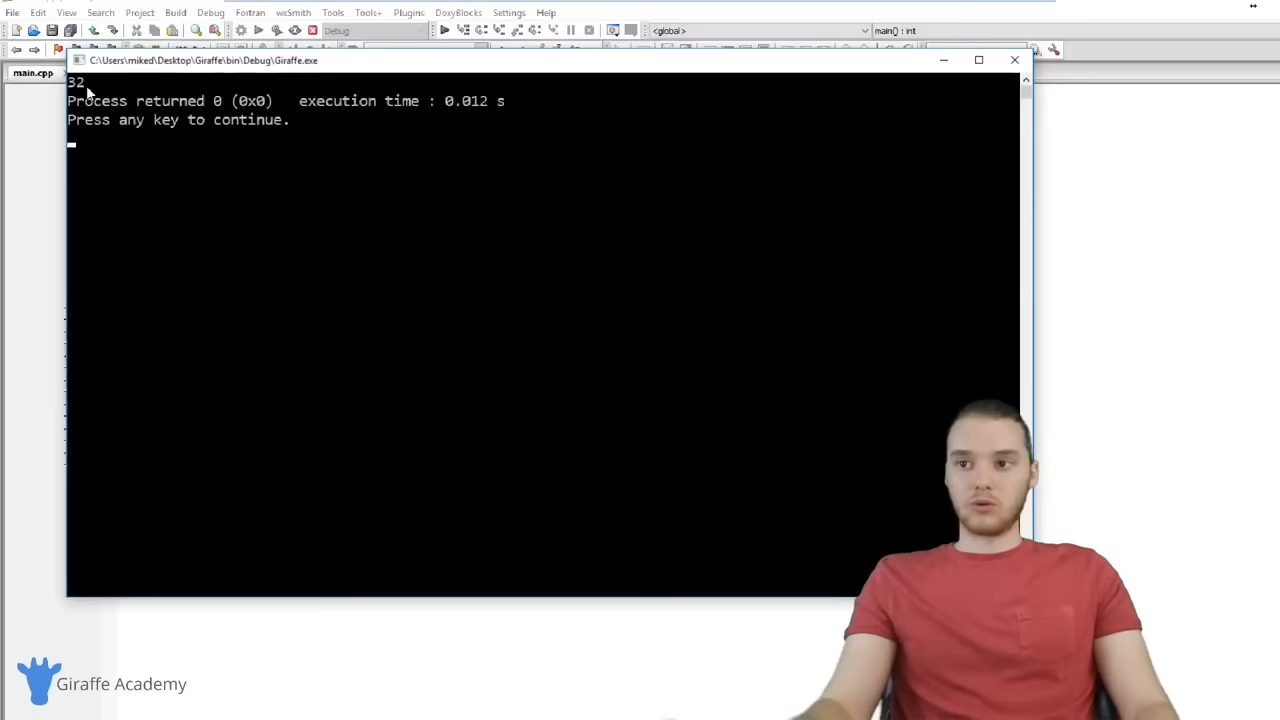 File Edit View Search Project Build Debug Fortran wxSmith Tools Tools+ Plugins DoxyBlocks Settings Help
Debug <global> main() : int
C:\Users\miked\Desktop\Giraffe\bin\Debug\Giraffe.exe
main.cpp
32
Process returned 0 (0x0) execution time : 0.012 s
Press any key to continue.
Giraffe Academy